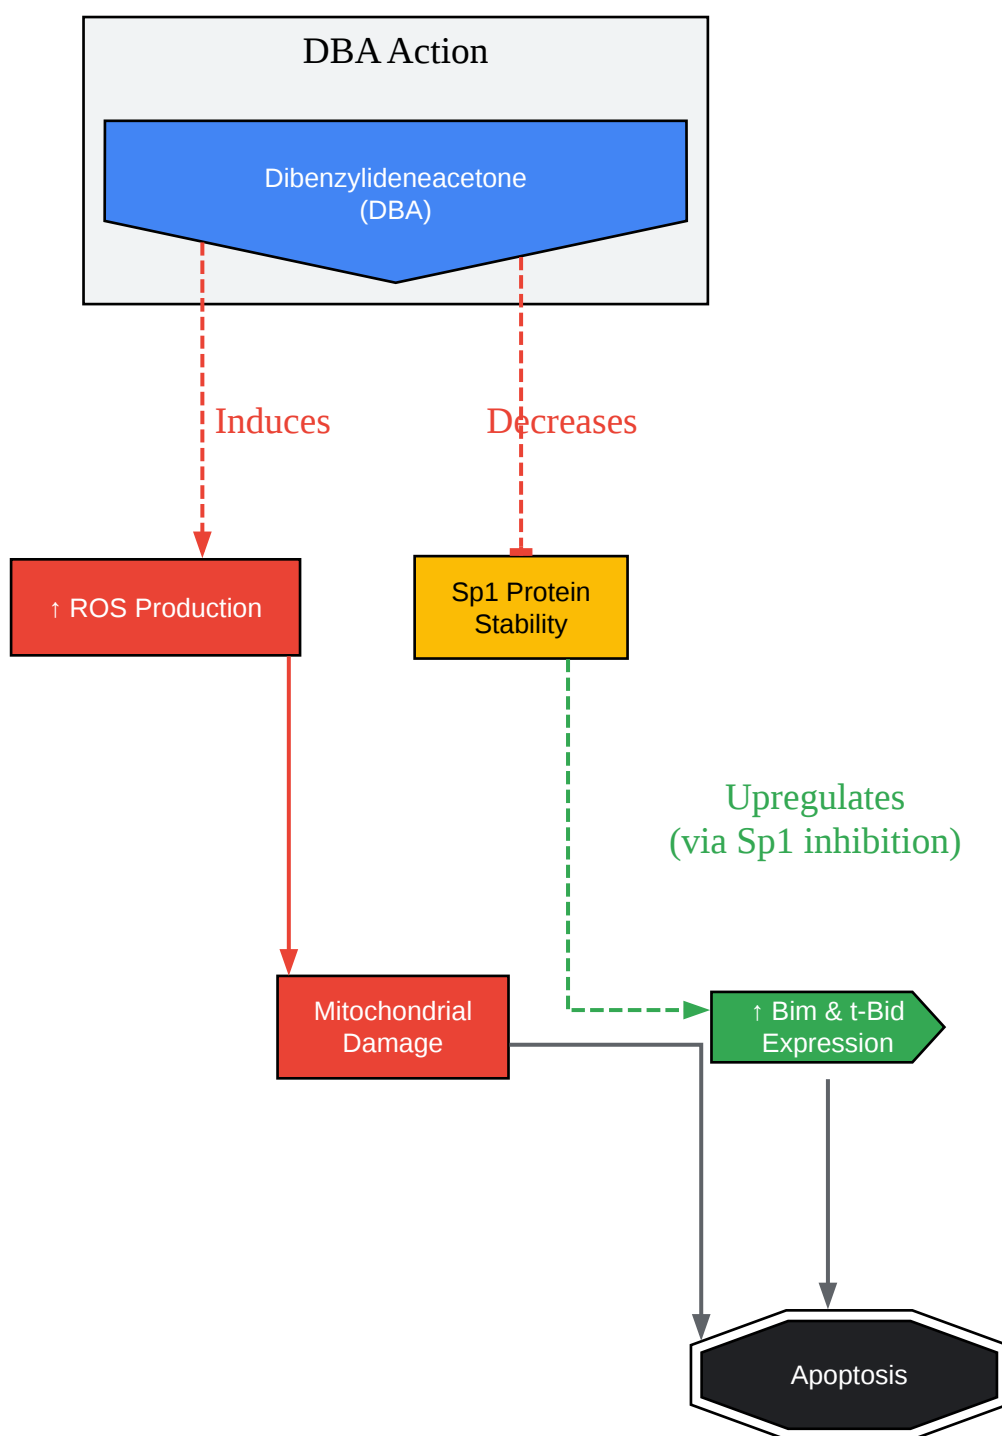 DBA Action
Dibenzylideneacetone
(DBA)
Induces
Decreases
↑ ROS Production
Sp1 Protein
Stability
Upregulates
(via Sp1 inhibition)
Mitochondrial
Damage
↑ Bim & t-Bid
Expression
Apoptosis